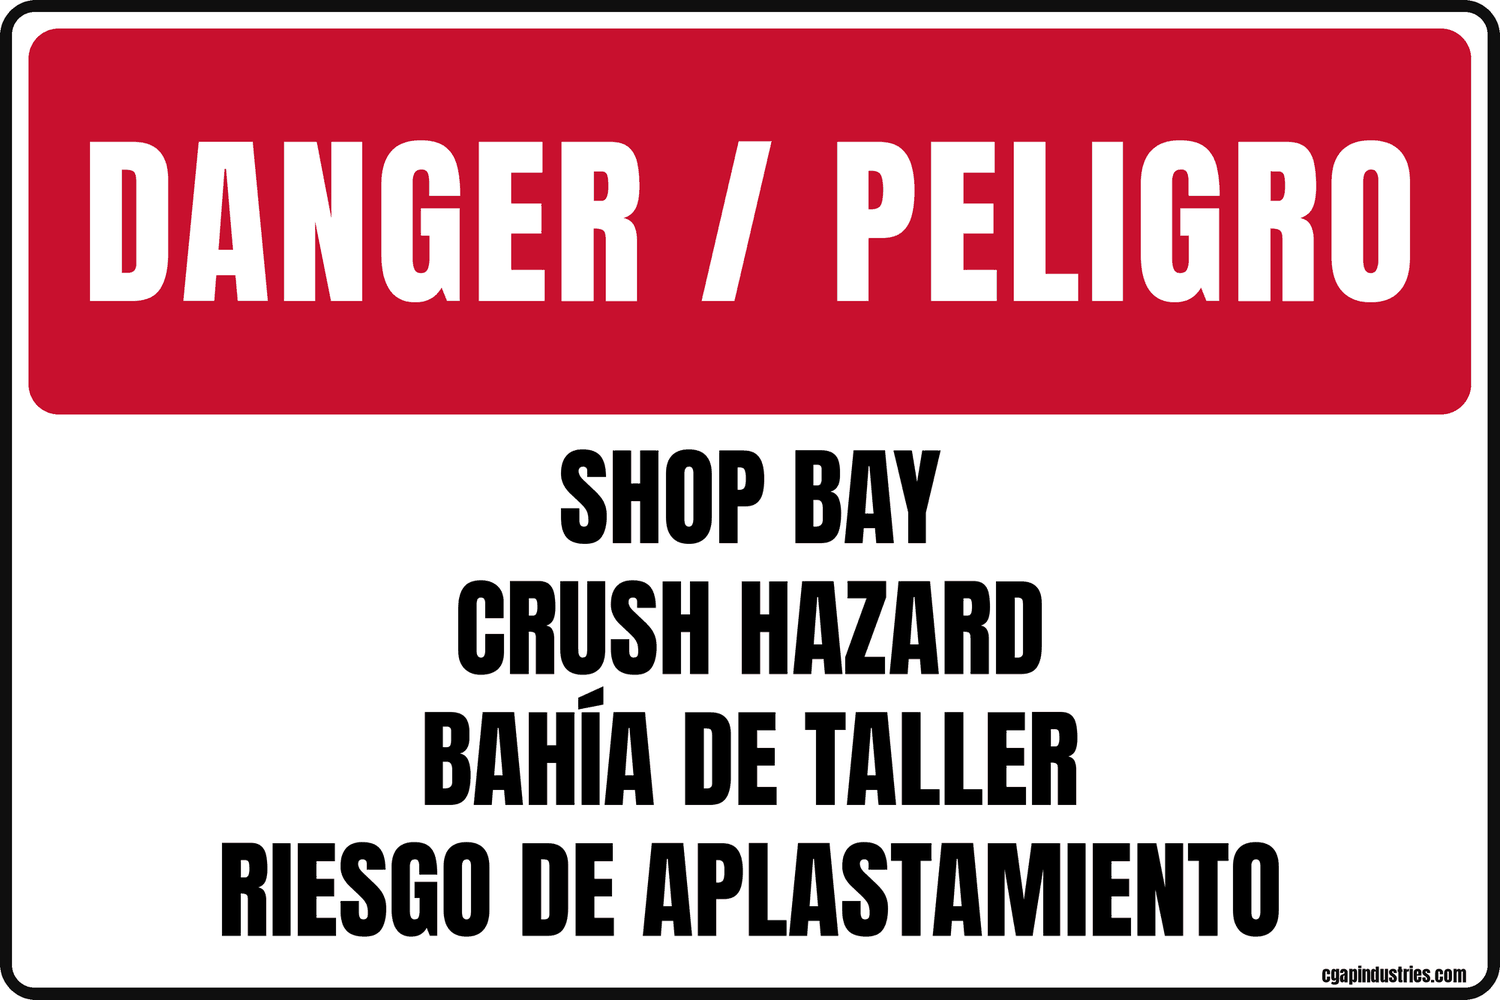 DANGER / PELIGRO
SHOP BAY
CRUSH HAZARD
BAHÍA DE TALLER
RIESGO DE APLASTAMIENTO
cgapindustries.com